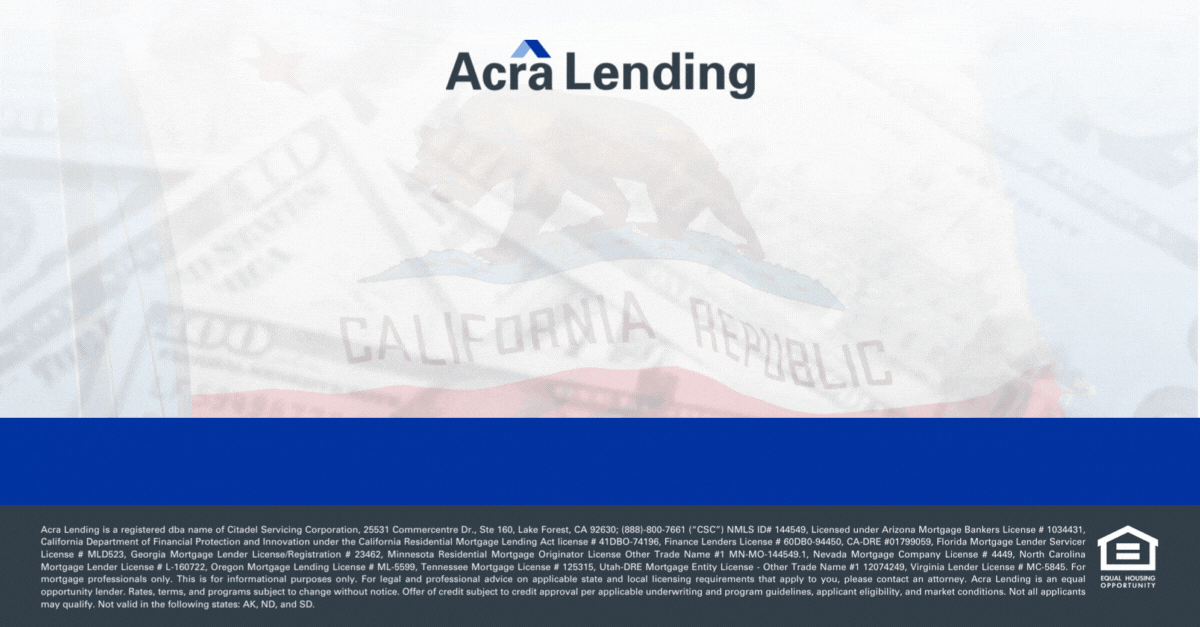 Acra Lending
CALIFORNIA REPUBLIC
Acra Lending is a registered dba name of Citadel Servicing Corporation, 25531 Commercentre Dr., Ste 160, Lake Forest, CA 92630; (888)-800-7661 (“CSC”) NMLS ID# 144549, Licensed under Arizona Mortgage Bankers License # 1034431,
California Department of Financial Protection and Innovation under the California Residential Mortgage Lending Act license # 41DBO-74196, Finance Lenders License # 60DB0-94450, CA-DRE #01799059, Florida Mortgage Lender Servicer
License # MLD523, Georgia Mortgage Lender License/Registration # 23462, Minnesota Residential Mortgage Originator License Other Trade Name #1 MN-MO-144549.1, Nevada Mortgage Company License # 4449, North Carolina
Mortgage Lender License # L-160722, Oregon Mortgage Lending License # ML-5599, Tennessee Mortgage License # 125315, Utah-DRE Mortgage Entity License - Other Trade Name #1 12074249, Virginia Lender License # MC-5845. For
mortgage professionals only. This is for informational purposes only. For legal and professional advice on applicable state and local licensing requirements that apply to you, please contact an attorney. Acra Lending is an equal
opportunity lender. Rates, terms, and programs subject to change without notice. Offer of credit subject to credit approval per applicable underwriting and program guidelines, applicant eligibility, and market conditions. Not all applicants
may qualify. Not valid in the following states: AK, ND, and SD.
EQUAL HOUSING
OPPORTUNITY